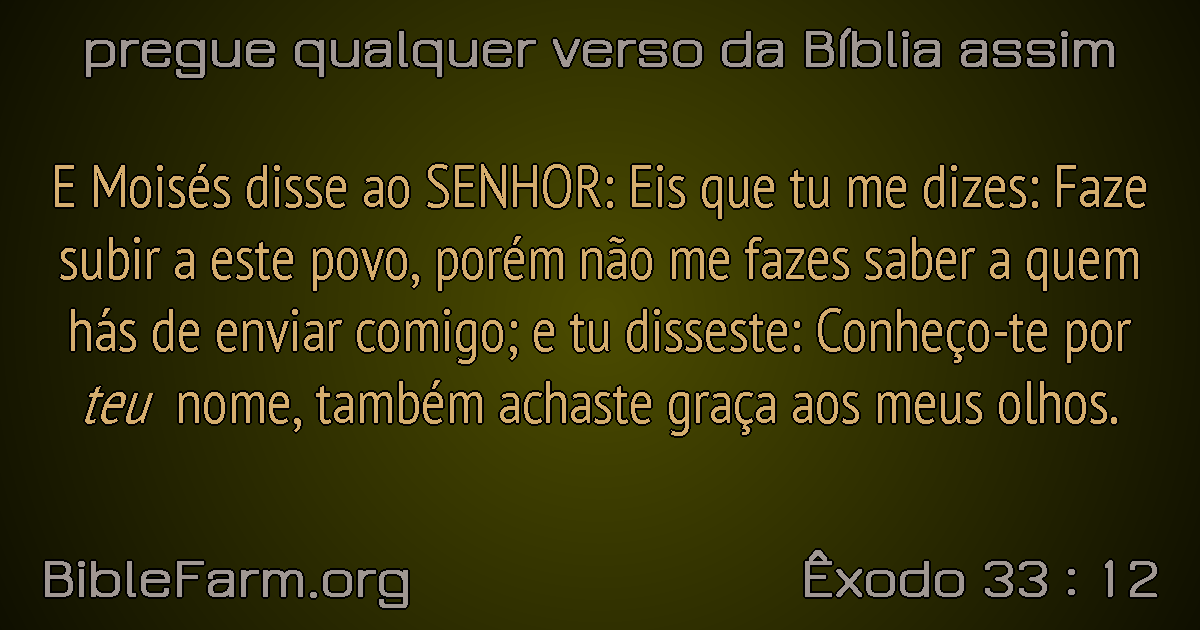 pregue qualquer verso da Bíblia assim
E Moisés disse ao SENHOR: Eis que tu me dizes: Faze
subir a este povo, porém não me fazes saber a quem
hás de enviar comigo; e tu disseste: Conheço-te por
teu nome, também achaste graça aos meus olhos.
BibleFarm.org
Êxodo 33 : 12